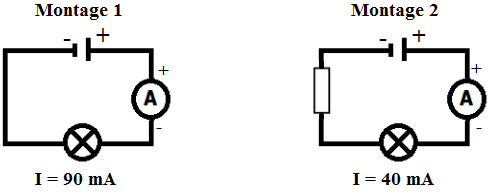 Montage 1
- +
+
A
-
I = 90 mA
Montage 2
- +
+
A
-
I = 40 mA